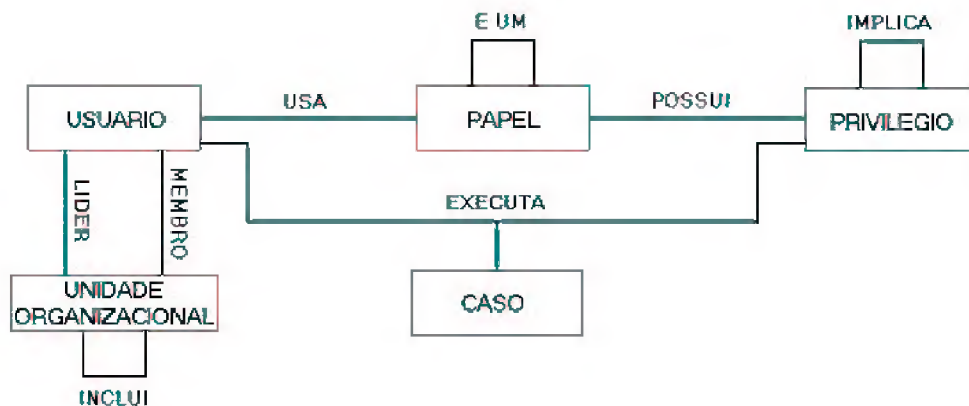 E UM
IMPLICA
USUARIO
USA
PAPEL
POSSUI
PRIVILEGIO
LIDER
MEMBRO
EXECUTA
UNIDADE
ORGANIZACIONAL
CASO
INCLUI